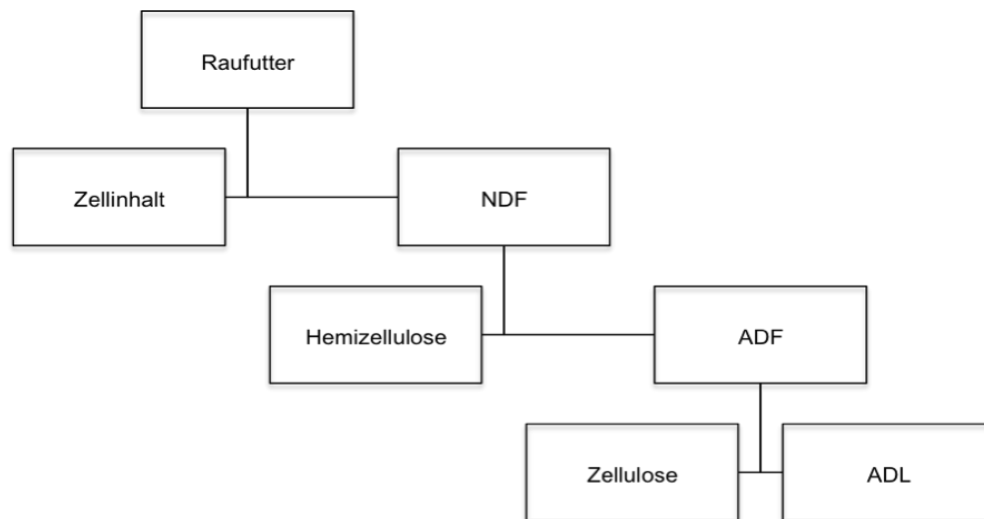 Raufutter
Zellinhalt
NDF
Hemizellulose
ADF
Zellulose
ADL